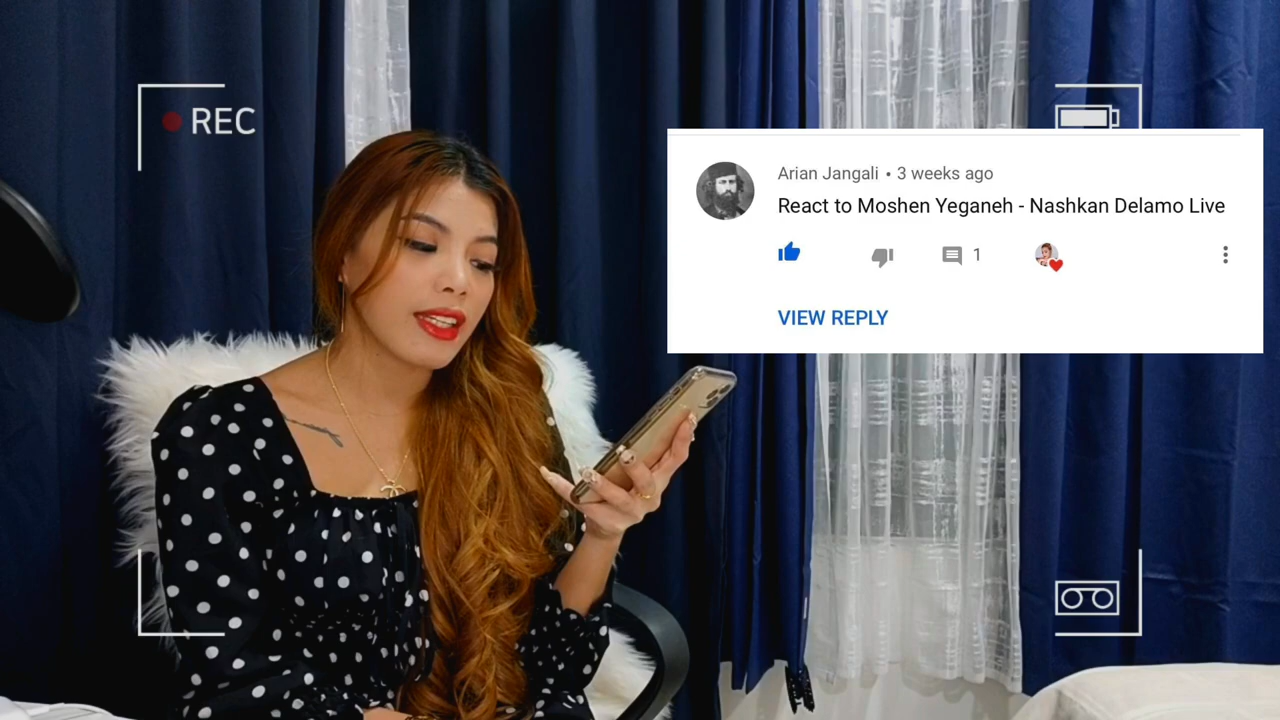 REC
Arian Jangali • 3 weeks ago
React to Moshen Yeganeh - Nashkan Delamo Live
1
VIEW REPLY